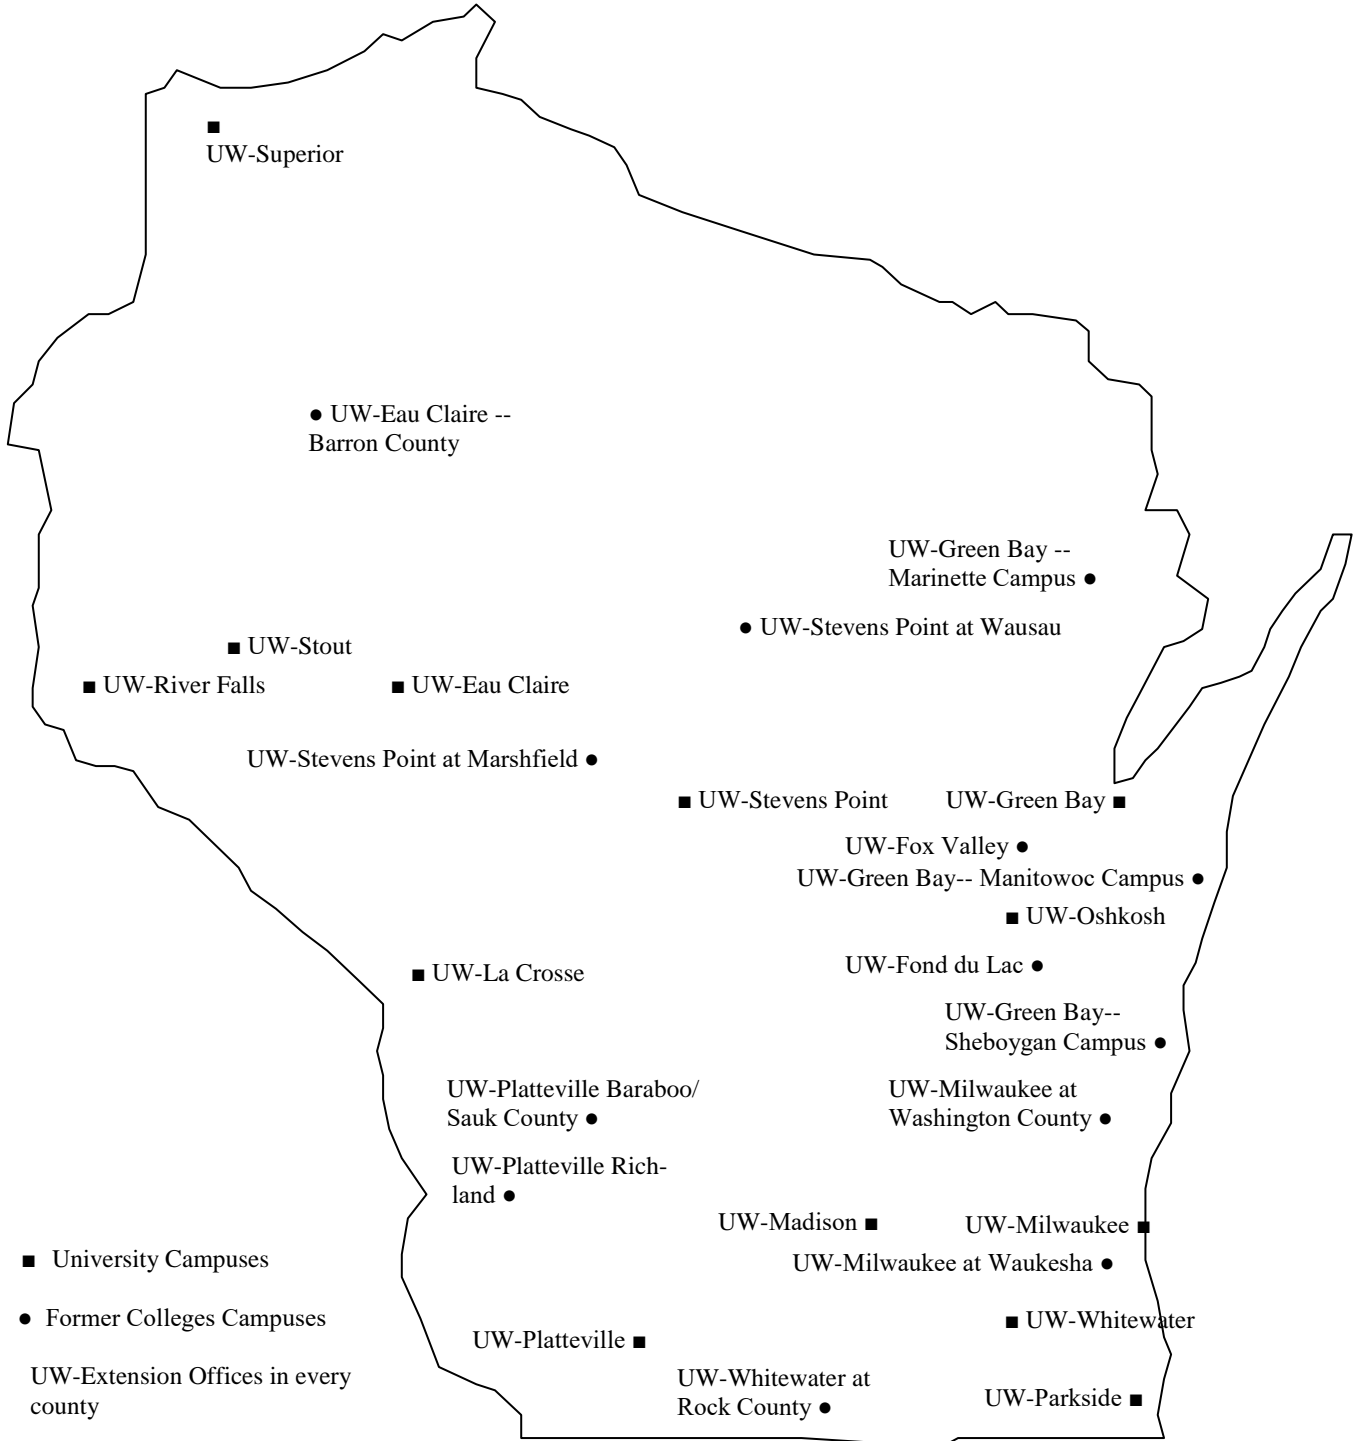 ■
UW-Superior
● UW-Eau Claire --
Barron County
UW-Green Bay --
Marinette Campus ●
● UW-Stevens Point at Wausau
■ UW-Stout
■ UW-River Falls
■ UW-Eau Claire
UW-Stevens Point at Marshfield ●
■ UW-Stevens Point
UW-Green Bay ■
UW-Fox Valley ●
UW-Green Bay-- Manitowoc Campus ●
■ UW-Oshkosh
UW-Fond du Lac ●
■ UW-La Crosse
UW-Green Bay--
Sheboygan Campus ●
UW-Platteville Baraboo/
Sauk County ●
UW-Milwaukee at
Washington County ●
UW-Platteville Rich-
land ●
UW-Madison ■
UW-Milwaukee ■
UW-Milwaukee at Waukesha ●
■ University Campuses
● Former Colleges Campuses
UW-Extension Offices in every
county
■ UW-Whitewater
UW-Platteville ■
UW-Whitewater at
Rock County ●
UW-Parkside ■